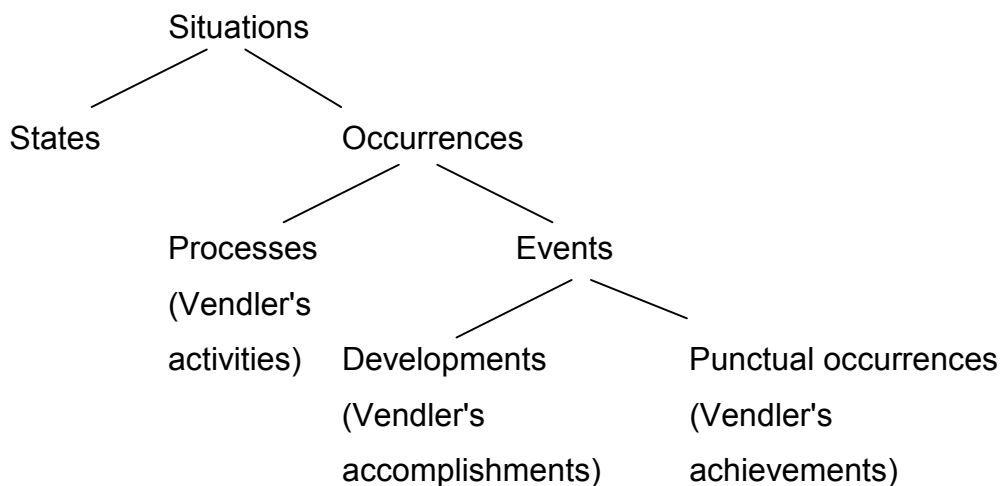 Situations
States
Occurrences
Processes
(Vendler's
activities)
Events
Developments
(Vendler's
accomplishments)
Punctual occurrences
(Vendler's
achievements)